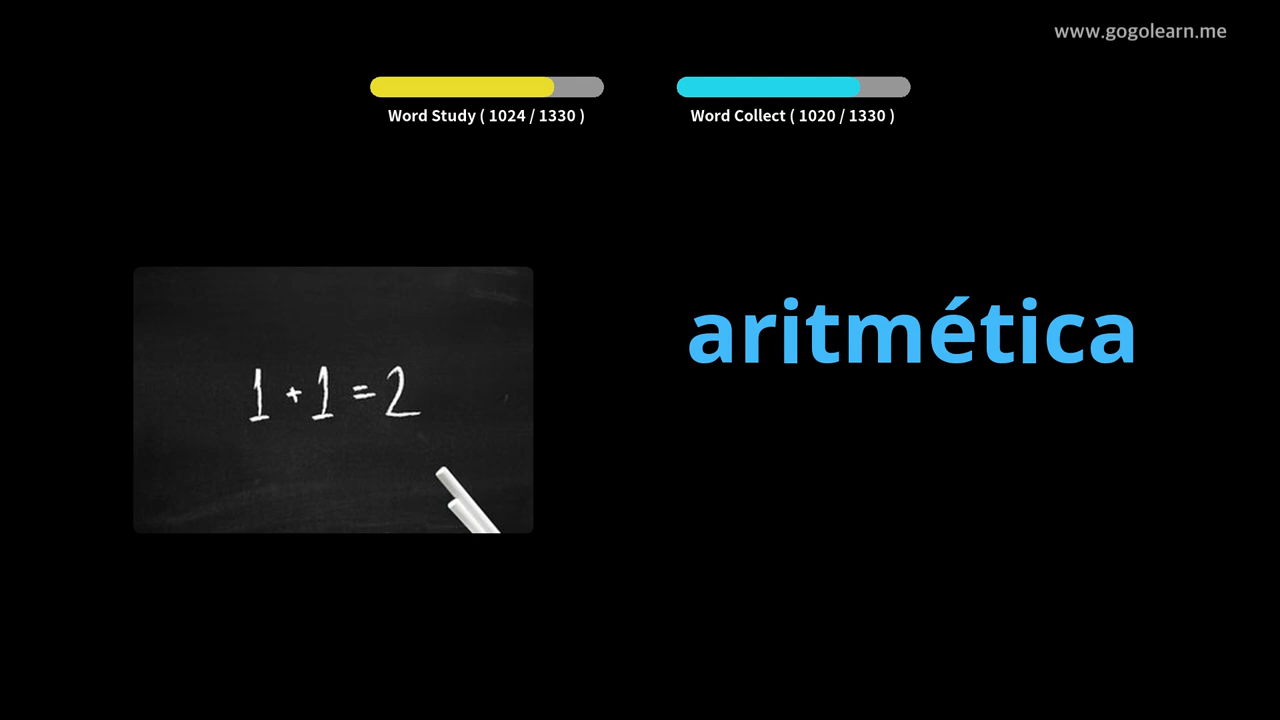 www.gogolearn.me
Word Study ( 1024 / 1330 )
Word Collect ( 1020 / 1330 )
aritmética
1 + 1 = 2